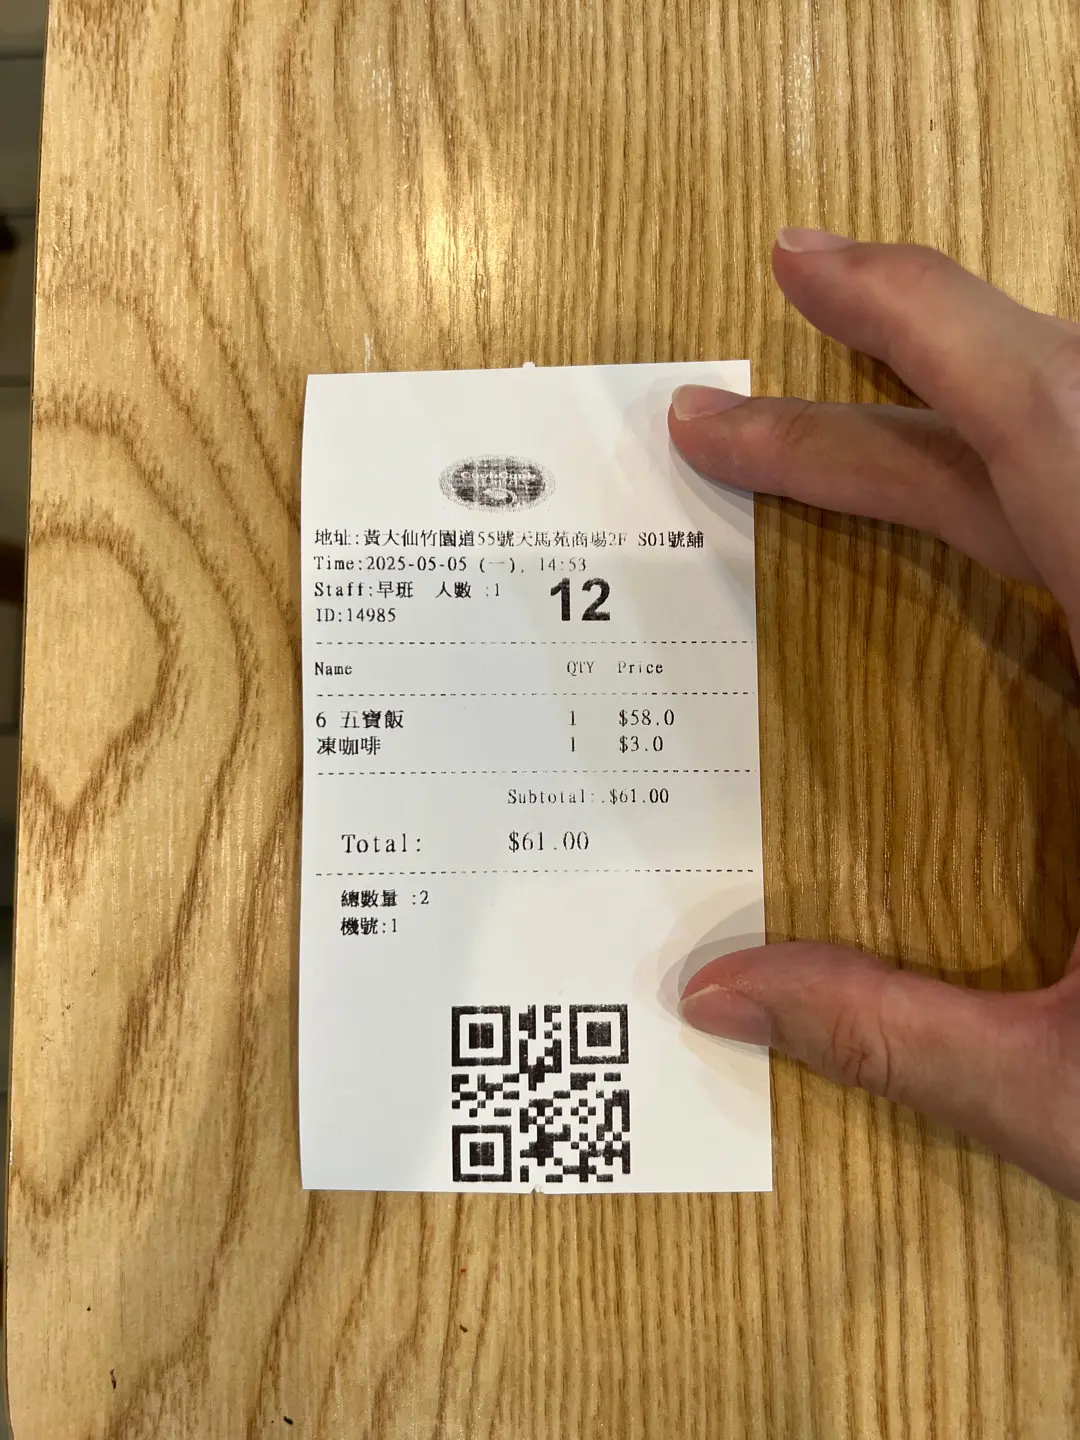 地址:黃大仙竹園道55號天馬苑商場2F S01號舖
Time:2025-05-05 (一), 14:53
Staff:早班 人數 :1
12
ID:14985
Name QTY Price
6 五寶飯 1 $58.0
凍咖啡 1 $3.0
Subtotal: $61.00
Total: $61.00
總數量 :2
機號:1